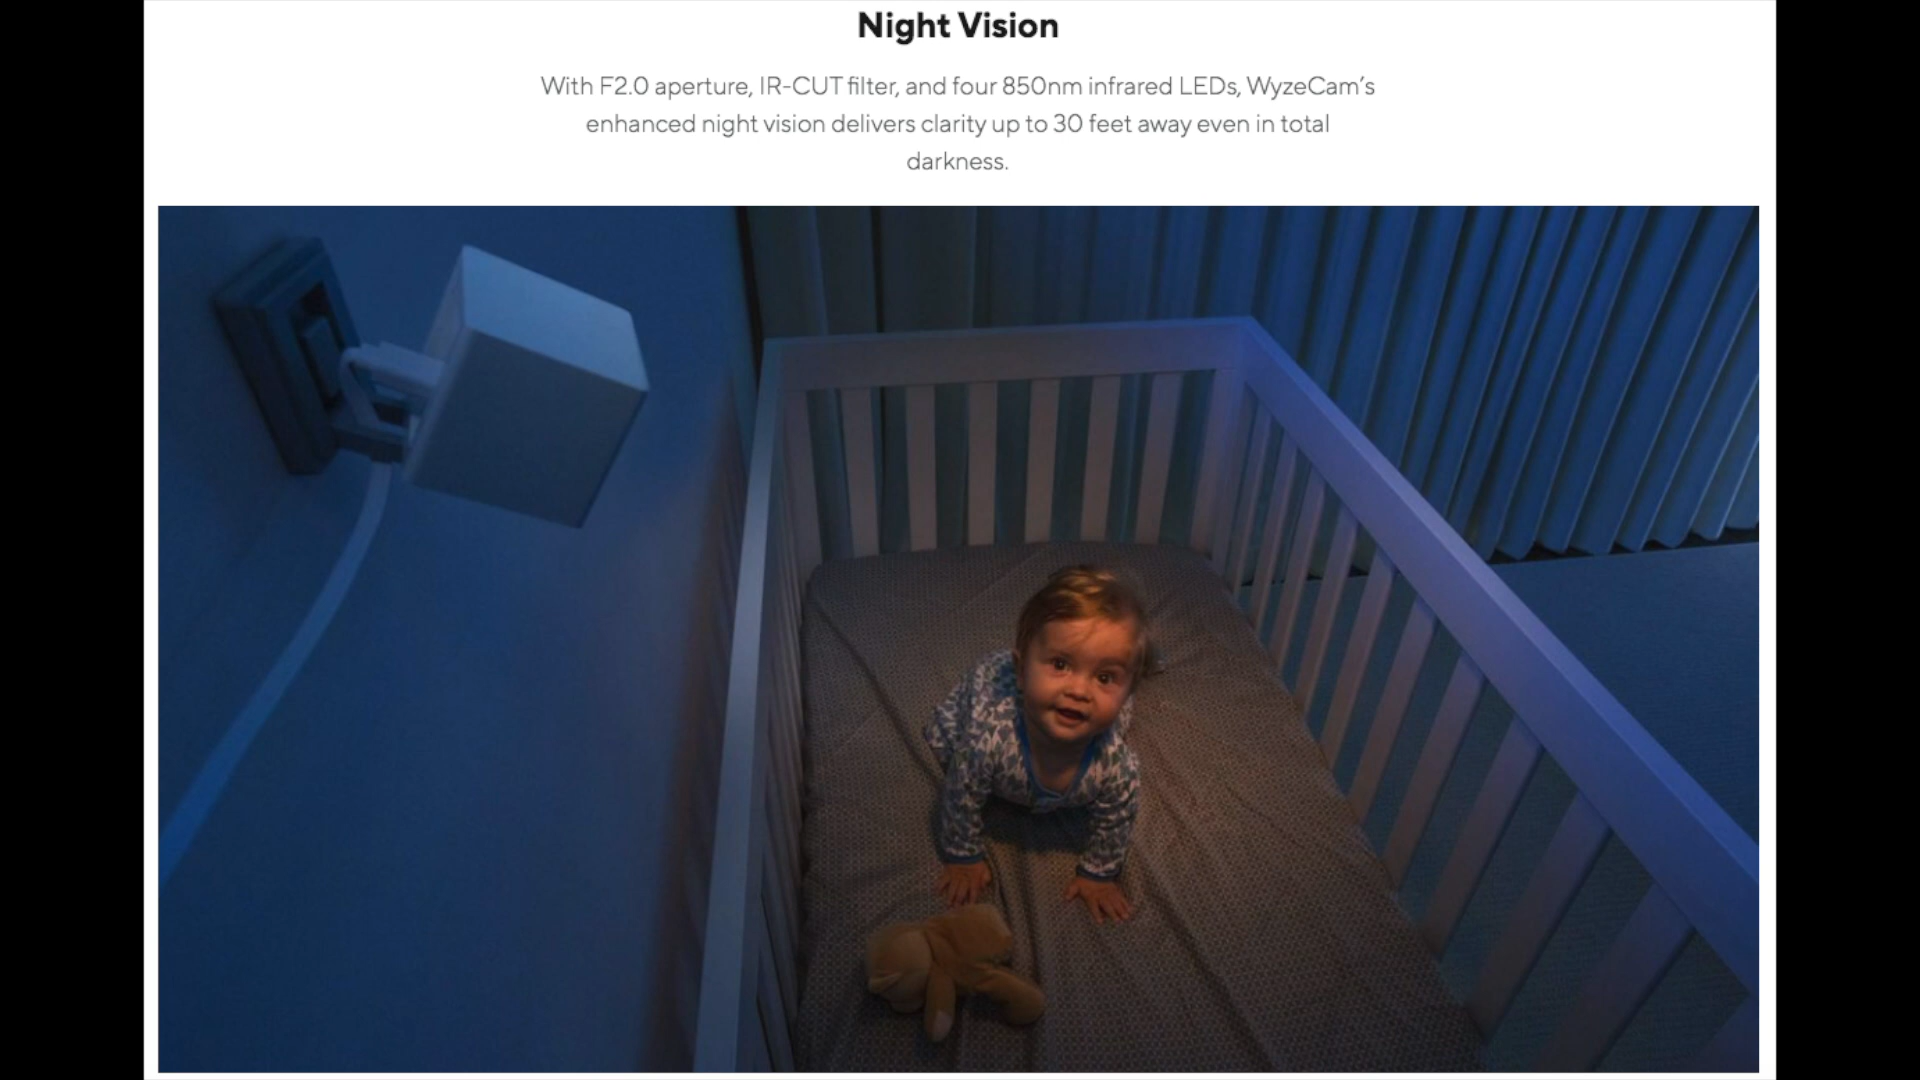 Night Vision
With F2.0 aperture, IR-CUT filter, and four 850nm infrared LEDs, WyzeCam’s
enhanced night vision delivers clarity up to 30 feet away even in total
darkness.